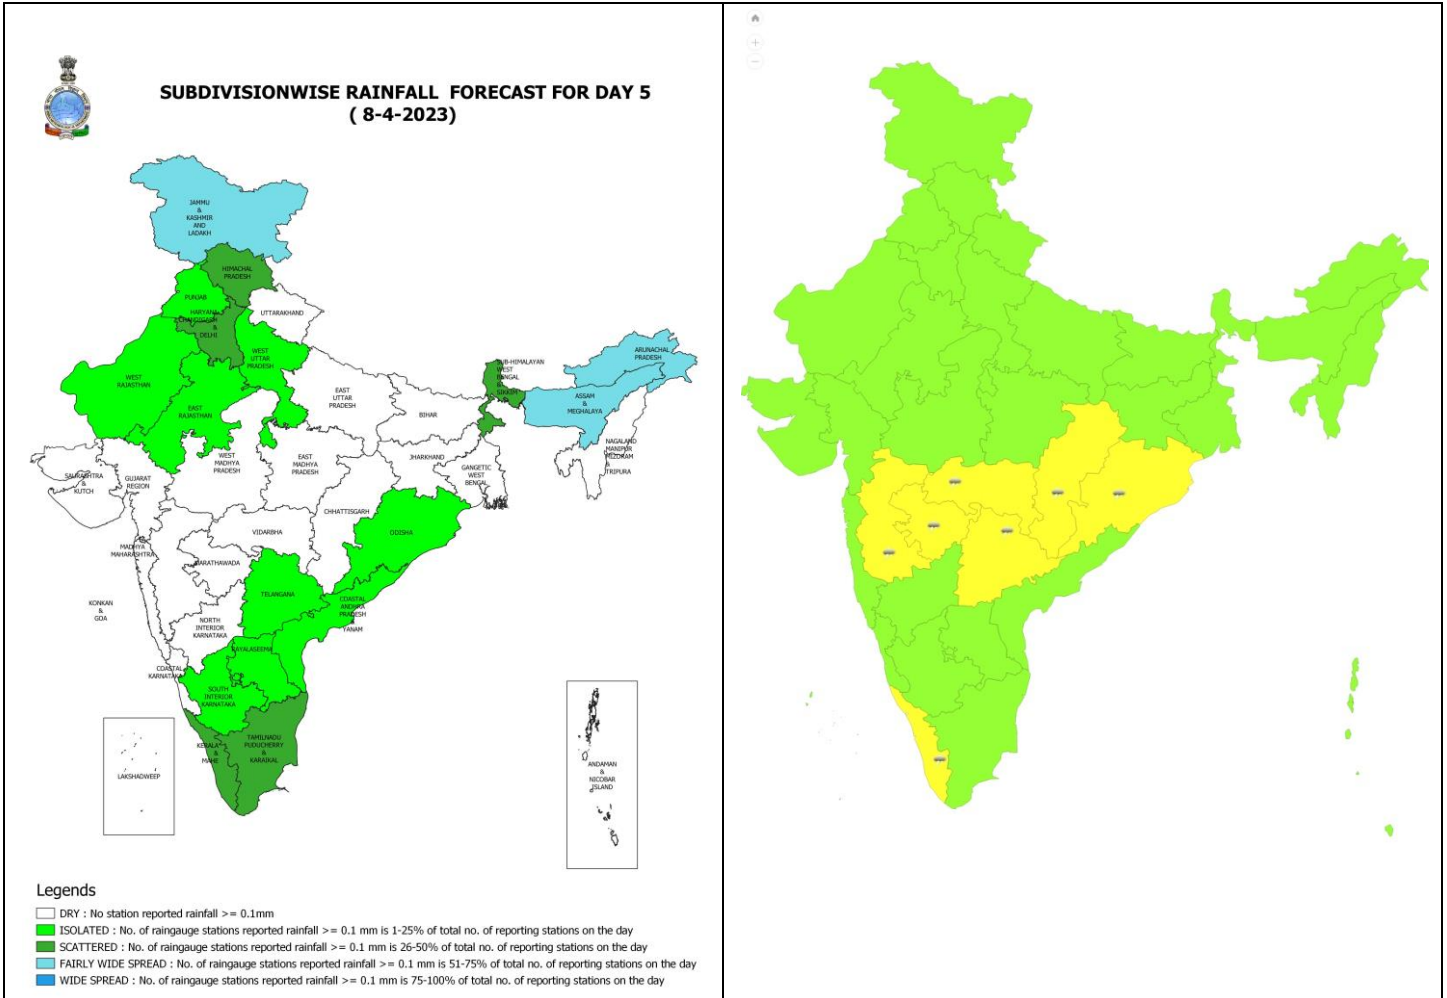 SUBDIVISIONWISE RAINFALL FORECAST FOR DAY 5
( 8-4-2023)
JAMMU
&
KASHMIR
AND
LADAKH
HIMACHAL
PRADESH
PUNJAB
HARYANA
CHANDIGARH
&
DELHI
UTTARAKHAND
WEST
UTTAR
PRADESH
WEST
RAJASTHAN
EAST
RAJASTHAN
EAST
UTTAR
PRADESH
BIHAR
SUB-HIMALAYAN
WEST
BENGAL
&
SIKKIM
ARUNACHAL
PRADESH
ASSAM
&
MEGHALAYA
NAGALAND
MANIPUR
MIZORAM
&
TRIPURA
SAURASHTRA
&
KUTCH
GUJARAT
REGION
WEST
MADHYA
PRADESH
EAST
MADHYA
PRADESH
JHARKHAND
GANGETIC
WEST
BENGAL
CHHATTISGARH
ODISHA
VIDARBHA
MADHYA
MAHARASHTRA
MARATHAWADA
TELANGANA
COASTAL
ANDHRA
PRADESH
&
YANAM
KONKAN
&
GOA
NORTH
INTERIOR
KARNATAKA
RAYALASEEMA
COASTAL
KARNATAKA
SOUTH
INTERIOR
KARNATAKA
KERALA
&
MAHE
TAMILNADU
PUDUCHERRY
&
KARAIKAL
LAKSHADWEEP
ANDAMAN
&
NICOBAR
ISLAND
Legends
DRY : No station reported rainfall >= 0.1mm
ISOLATED : No. of raingauge stations reported rainfall >= 0.1 mm is 1-25% of total no. of reporting stations on the day
SCATTERED : No. of raingauge stations reported rainfall >= 0.1 mm is 26-50% of total no. of reporting stations on the day
FAIRLY WIDE SPREAD : No. of raingauge stations reported rainfall >= 0.1 mm is 51-75% of total no. of reporting stations on the day
WIDE SPREAD : No. of raingauge stations reported rainfall >= 0.1 mm is 75-100% of total no. of reporting stations on the day